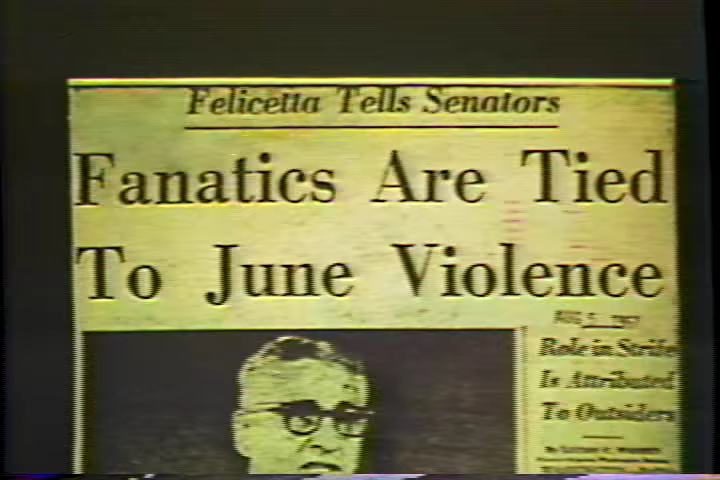 Felicetta Tells Senators
Fanatics Are Tied
To June Violence
Role in Strife
Is Attributed
To Outsiders